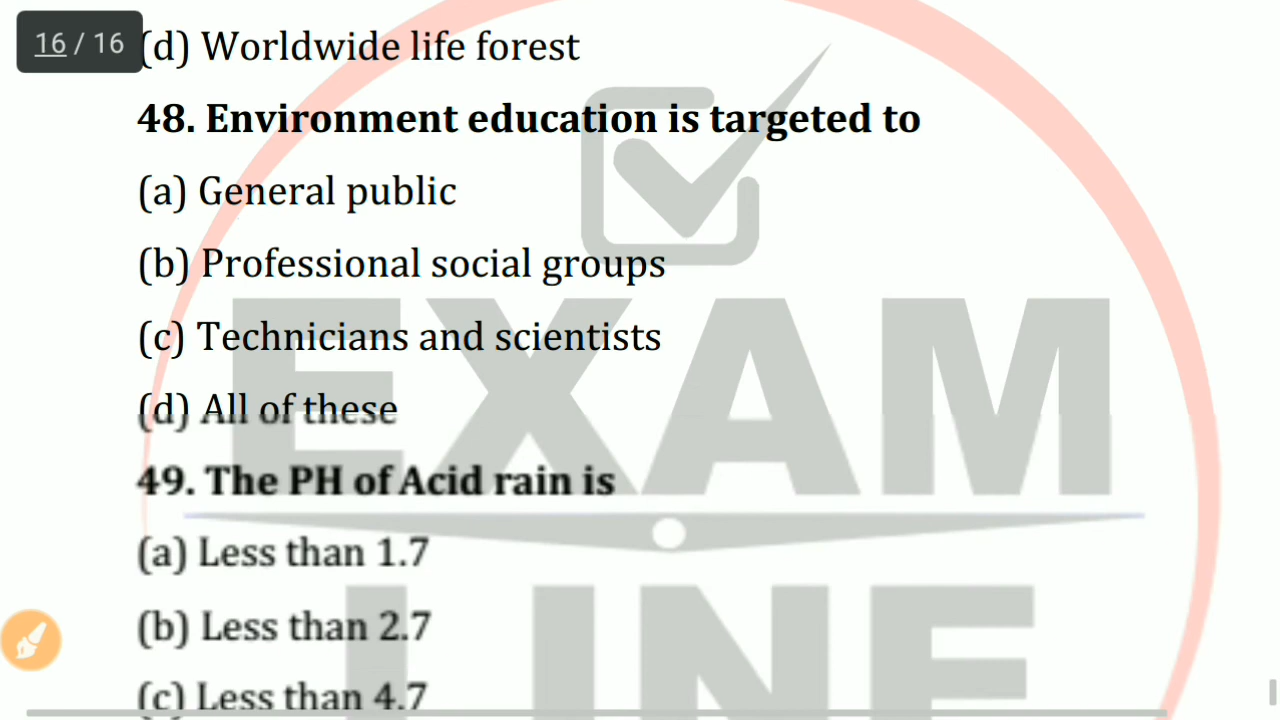 16 / 16
(d) Worldwide life forest
48. Environment education is targeted to
(a) General public
(b) Professional social groups
(c) Technicians and scientists
(d) All of these
49. The PH of Acid rain is
(a) Less than 1.7
(b) Less than 2.7
(c) Less than 4.7
EXAM
LINE